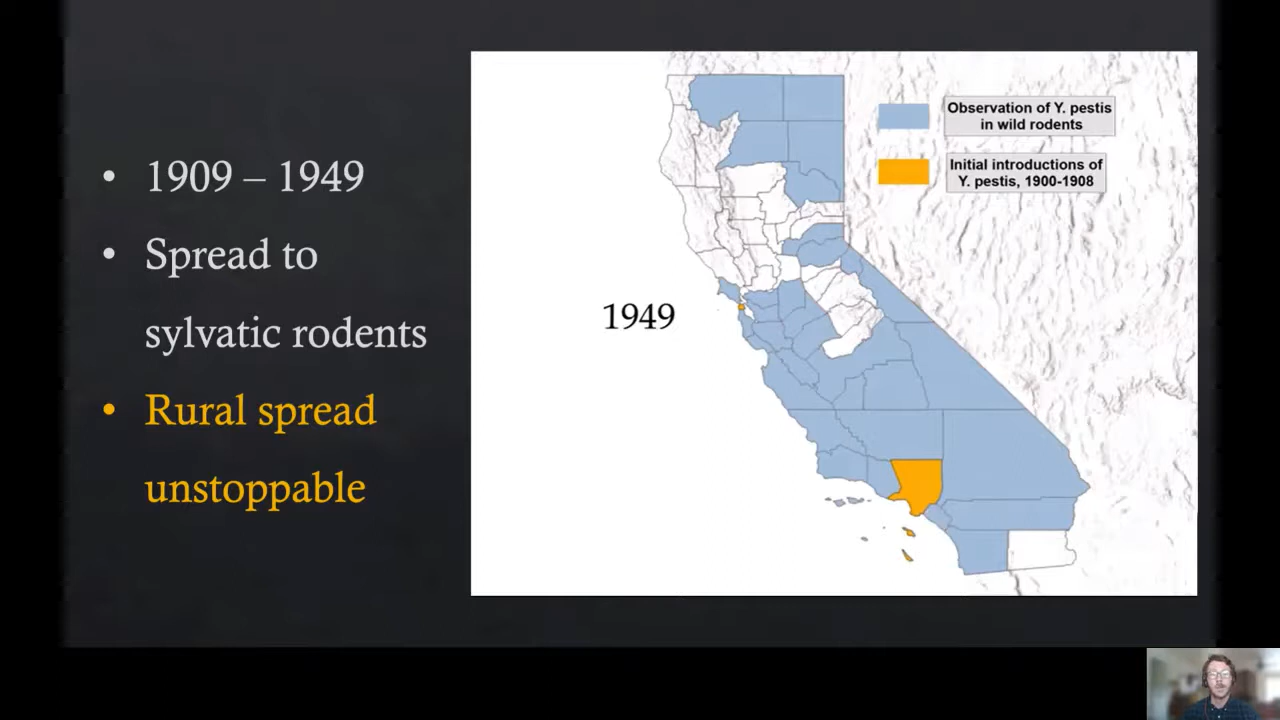 1909 – 1949
Spread to
sylvatic rodents
Rural spread
unstoppable
1949
Observation of Y. pestis
in wild rodents
Initial introductions of
Y. pestis, 1900-1908